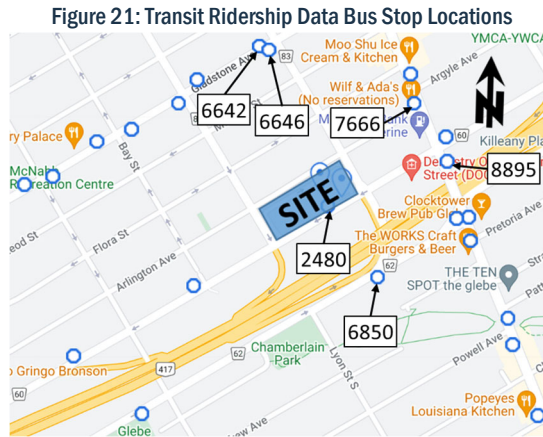 Figure 21: Transit Ridership Data Bus Stop Locations
YMCA-YWCA
Moo Shu Ice
Cream & Kitchen
83
Argyle Ave
Gladstone Ave
Wilf & Ada's
(No reservations)
6642
6646
7666
N
60
Killeany Pla
ry Palace
Bay St
8895
McNab
Recreation Centre
Street (DOC
SITE
Clocktower
Brew Pub Gle
Pretoria Ave
eod St
Flora St
The WORKS Craft
Burgers & Beer
2480
Arlington Ave
62
THE TEN
SPOT the glebe
6850
Chamberlain
Park
62
Lyon St S
Powell Ave
o Gringo Bronson
417
60
Popeyes
Louisiana Kitchen
Glebe
w Ave